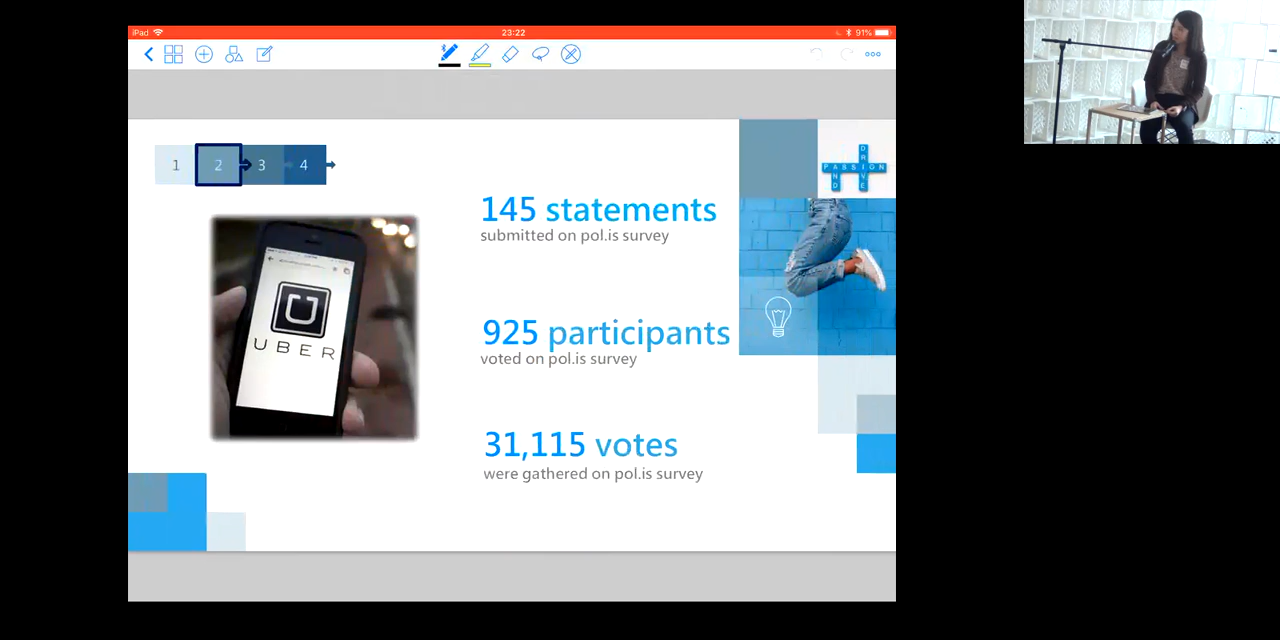 iPad
23:22
91%
1 2 3 4
U
UBER
145 statements
submitted on pol.is survey
925 participants
voted on pol.is survey
31,115 votes
were gathered on pol.is survey
PASSION
AND
DRIVE